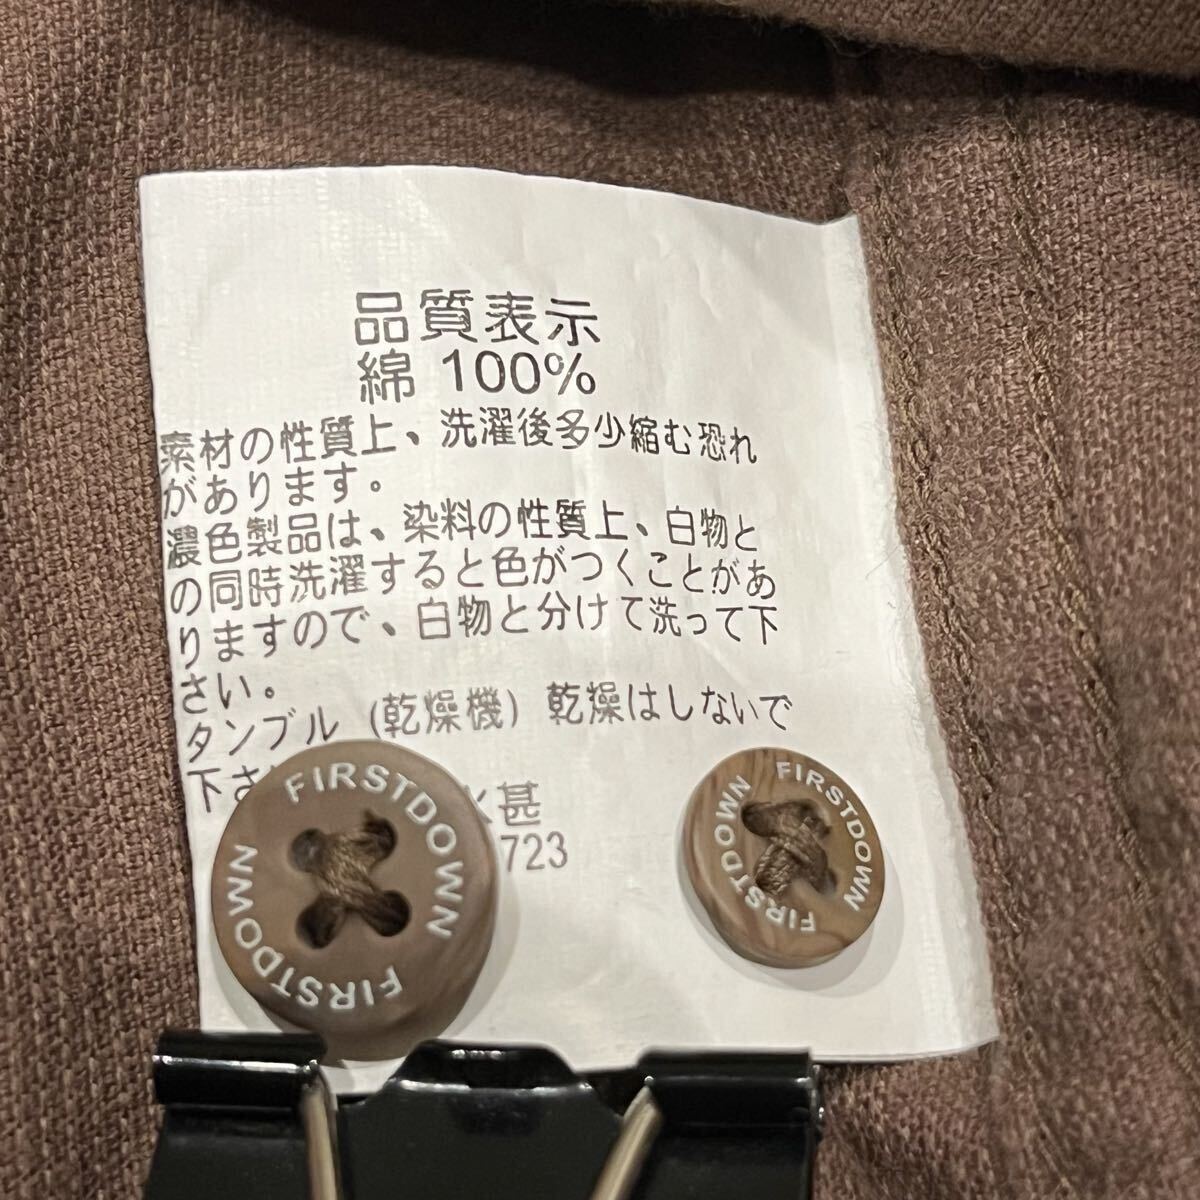 品質表示
綿 100%
素材の性質上、洗濯後多少縮む恐れ
があります。
濃色製品は、染料の性質上、白物と
の同時洗濯すると色がつくことがあ
りますので、白物と分けて洗って下
さい。
タンブル (乾燥機) 乾燥はしないで
下さ
甚
723
FIRSTDOWN
FIRSTDOWN
FIRSTDOWN
FIRSTDOWN